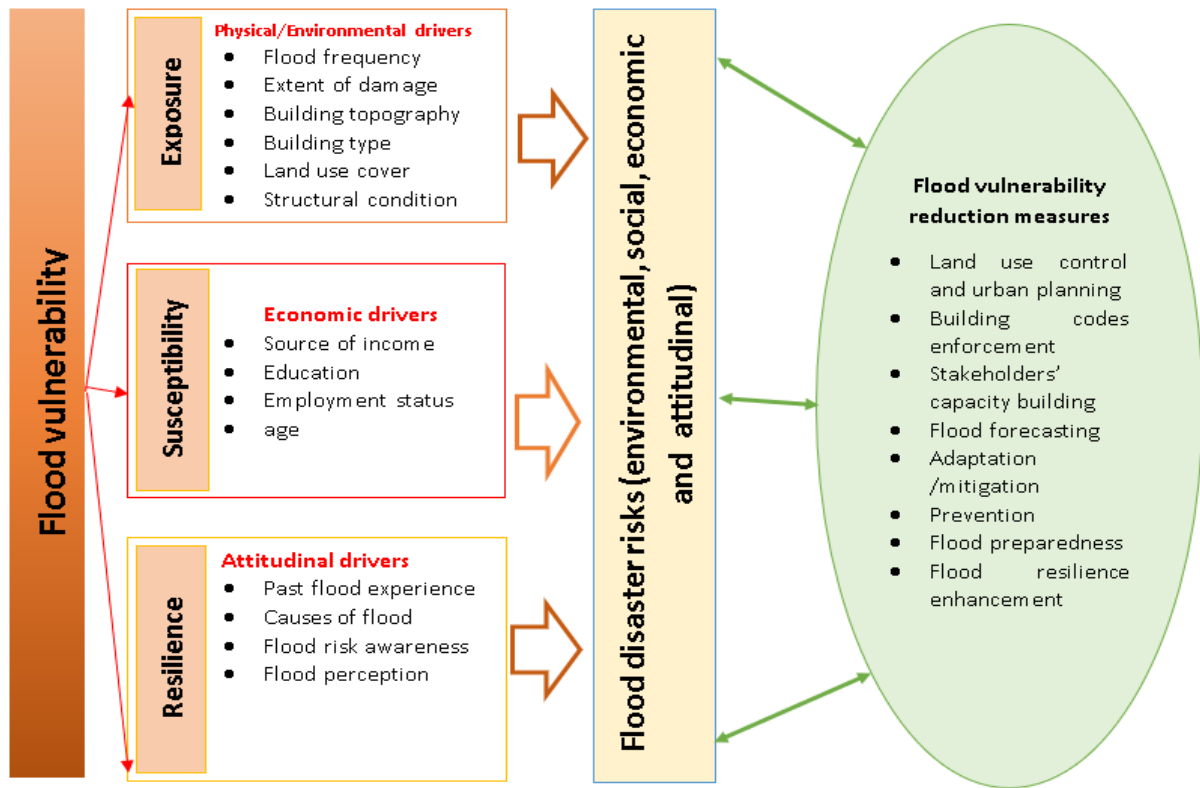 Flood vulnerability
Exposure
Physical/Environmental drivers
● Flood frequency
● Extent of damage
● Building topography
● Building type
● Land use cover
● Structural condition
Susceptibility
Economic drivers
● Source of income
● Education
● Employment status
● age
Resilience
Attitudinal drivers
● Past flood experience
● Causes of flood
● Flood risk awareness
● Flood perception
Flood disaster risks (environmental, social, economic
and attitudinal)
Flood vulnerability
reduction measures
● Land use control
and urban planning
● Building codes
enforcement
● Stakeholders’
capacity building
● Flood forecasting
● Adaptation
/mitigation
● Prevention
● Flood preparedness
● Flood resilience
enhancement